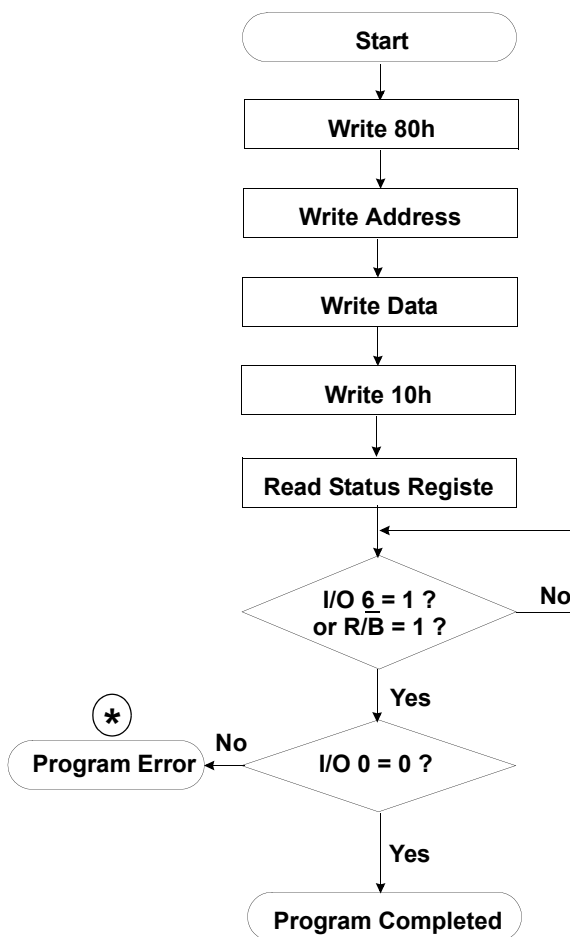 Start
Write 80h
Write Address
Write Data
Write 10h
Read Status Registe
I/O 6 = 1 ?
or R/B̅ = 1 ?
No
Yes
*
No
Program Error
I/O 0 = 0 ?
Yes
Program Completed